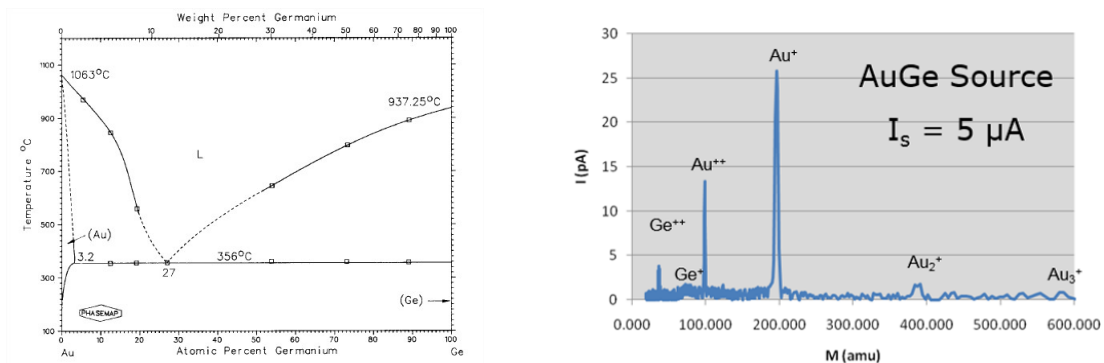 Weight Percent Germanium
0 10 20 30 40 50 60 70 80 90 100
1100
900
700
500
300
100
Temperature °C
1063°C
937.25°C
L
(Au)
3.2
356°C
27
(Ge)
PHASEMAP
0 10 20 30 40 50 60 70 80 90 100
Au Atomic Percent Germanium Ge
30
25
20
15
10
5
0
I (pA)
Au⁺
AuGe Source
Iₛ = 5 µA
Au⁺⁺
Ge⁺⁺
Ge⁺
Au₂⁺
Au₃⁺
0.000 100.000 200.000 300.000 400.000 500.000 600.000
M (amu)